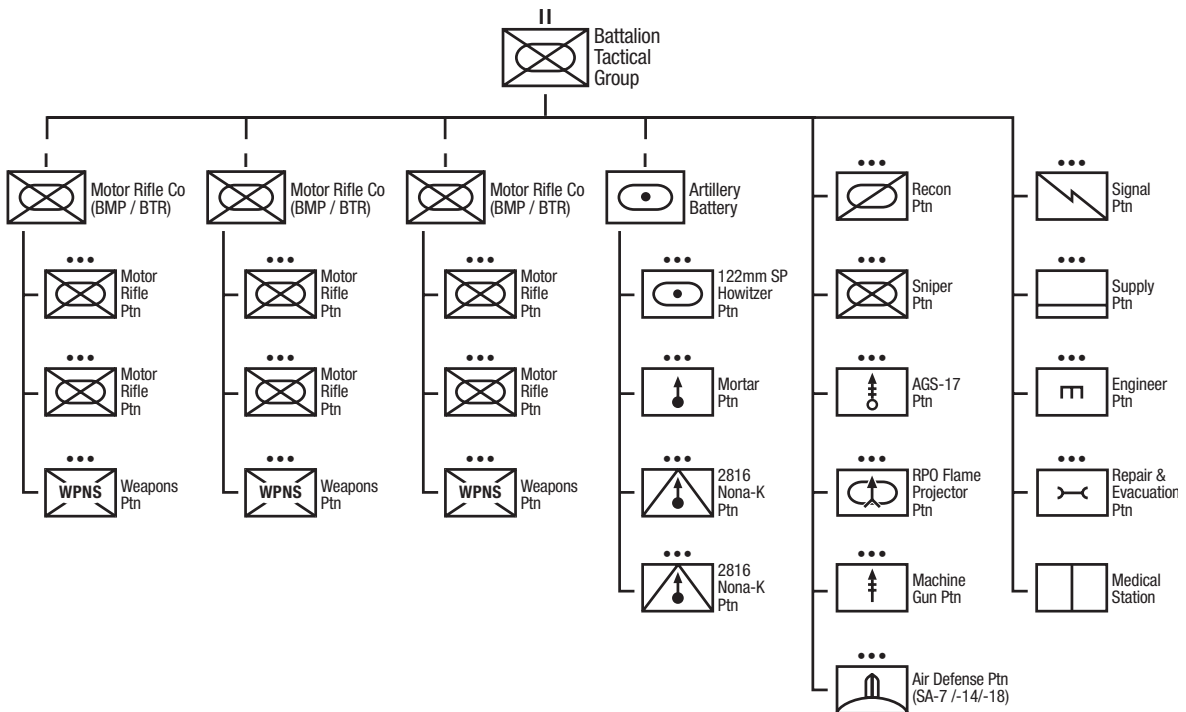 Battalion
Tactical
Group
Motor Rifle Co
(BMP / BTR)
Motor
Rifle
Ptn
Motor
Rifle
Ptn
WPNS
Weapons
Ptn
Motor Rifle Co
(BMP / BTR)
Motor
Rifle
Ptn
Motor
Rifle
Ptn
WPNS
Weapons
Ptn
Motor Rifle Co
(BMP / BTR)
Motor
Rifle
Ptn
Motor
Rifle
Ptn
WPNS
Weapons
Ptn
Artillery
Battery
122mm SP
Howitzer
Ptn
Mortar
Ptn
2816
Nona-K
Ptn
2816
Nona-K
Ptn
Recon
Ptn
Sniper
Ptn
AGS-17
Ptn
RPO Flame
Projector
Ptn
Machine
Gun Ptn
Air Defense Ptn
(SA-7 /-14/-18)
Signal
Ptn
Supply
Ptn
Engineer
Ptn
Repair &
Evacuation
Ptn
Medical
Station